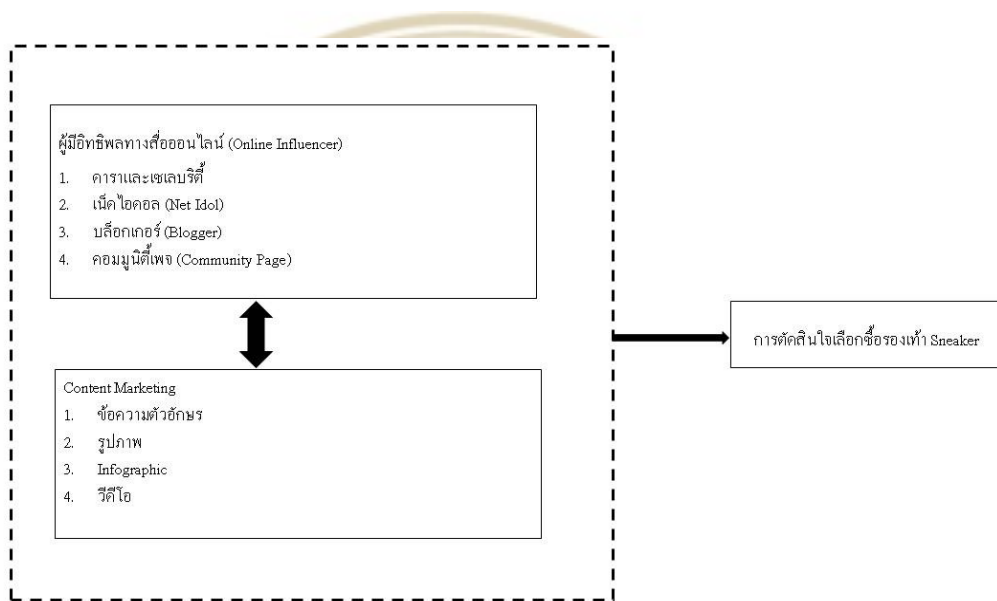 ผู้มีอิทธิพลทางสื่อออนไลน์ (Online Influencer)
1. ดาราและเซเลบริตี้
2. เน็ตไอดอล (Net Idol)
3. บล็อกเกอร์ (Blogger)
4. คอมมูนิตี้เพจ (Community Page)
การตัดสินใจเลือกซื้อรองเท้า Sneaker
Content Marketing
1. ข้อความตัวอักษร
2. รูปภาพ
3. Infographic
4. วีดีโอ